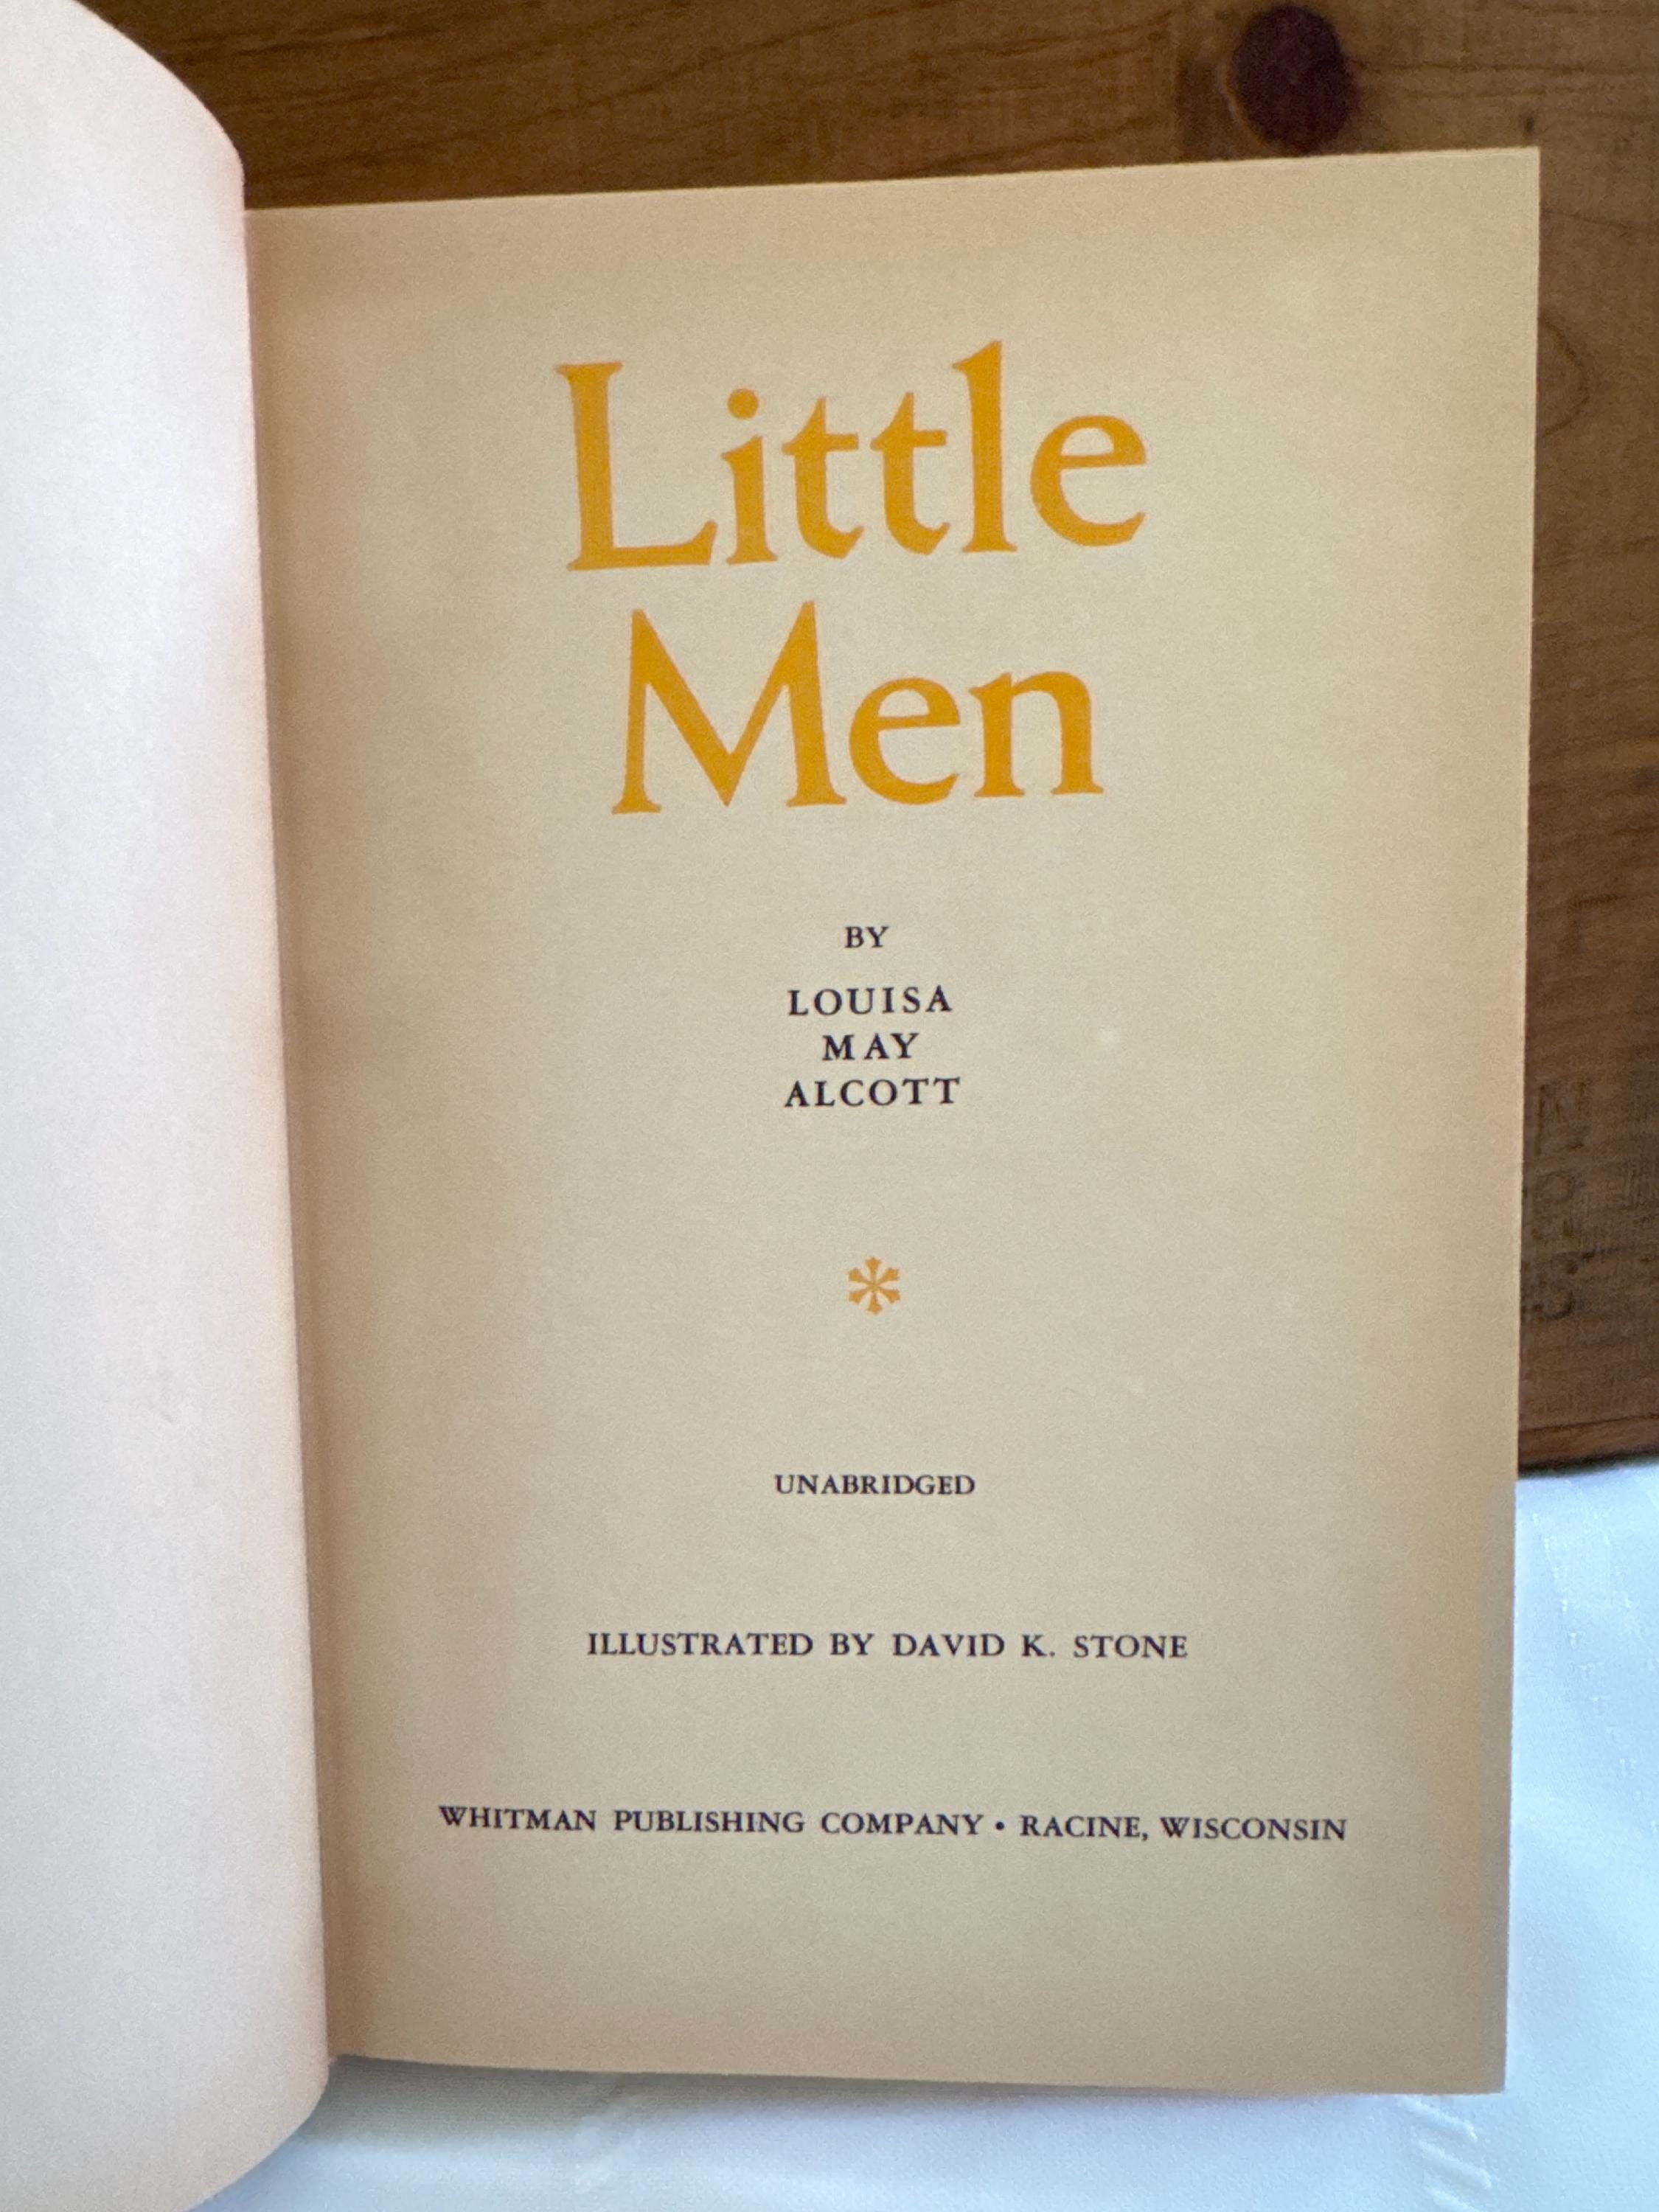 Little
Men
BY
LOUISA
MAY
ALCOTT
*
UNABRIDGED
ILLUSTRATED BY DAVID K. STONE
WHITMAN PUBLISHING COMPANY • RACINE, WISCONSIN